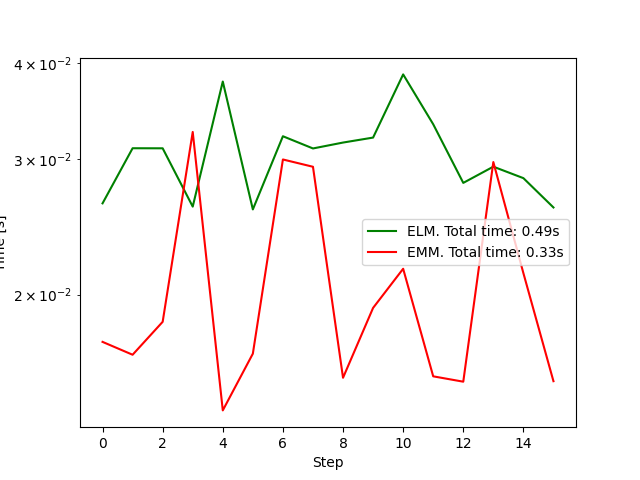 4 × 10⁻²
3 × 10⁻²
2 × 10⁻²
Time [s]
ELM. Total time: 0.49s
EMM. Total time: 0.33s
0 2 4 6 8 10 12 14
Step